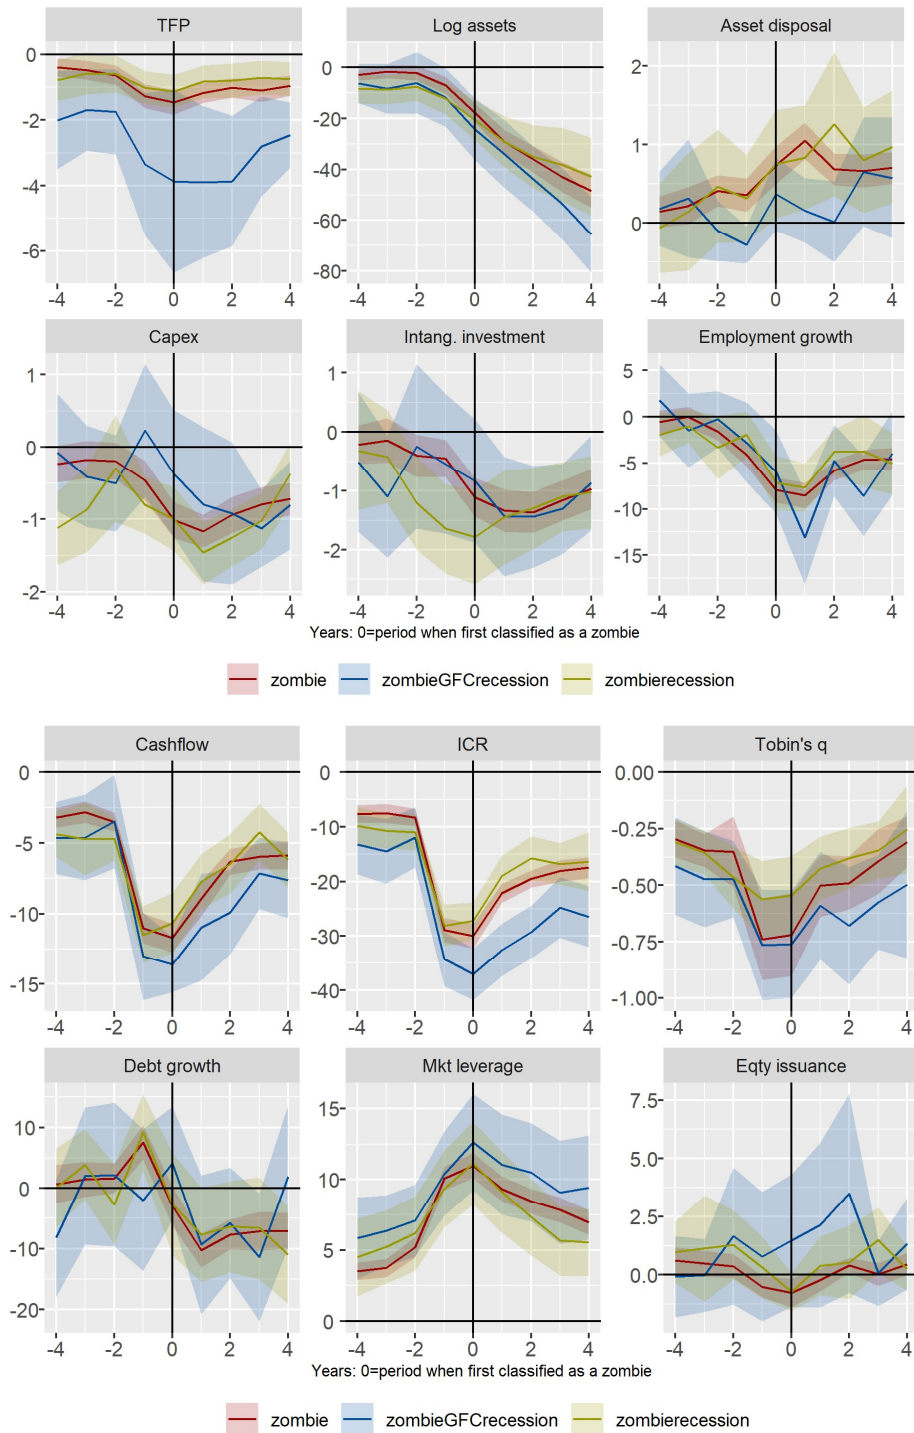 TFP Log assets Asset disposal
0 0 2
-2 -20 1
-4 -40 0
-6 -60
-80
-4 -2 0 2 4 -4 -2 0 2 4 -4 -2 0 2 4
Capex Intang. investment Employment growth
1 1 5
0 0 0
-1 -1 -5
-2 -2 -10
-15
-4 -2 0 2 4 -4 -2 0 2 4 -4 -2 0 2 4
Years: 0=period when first classified as a zombie
zombie zombieGFCrecession zombierecession
Cashflow ICR Tobin's q
0 0 0.00
-5 -10 -0.25
-10 -20 -0.50
-15 -30 -0.75
-40 -1.00
-4 -2 0 2 4 -4 -2 0 2 4 -4 -2 0 2 4
Debt growth Mkt leverage Eqty issuance
10 15 7.5
0 10 5.0
-10 5 2.5
-20 0 0.0
-4 -2 0 2 4 -4 -2 0 2 4 -4 -2 0 2 4
Years: 0=period when first classified as a zombie
zombie zombieGFCrecession zombierecession